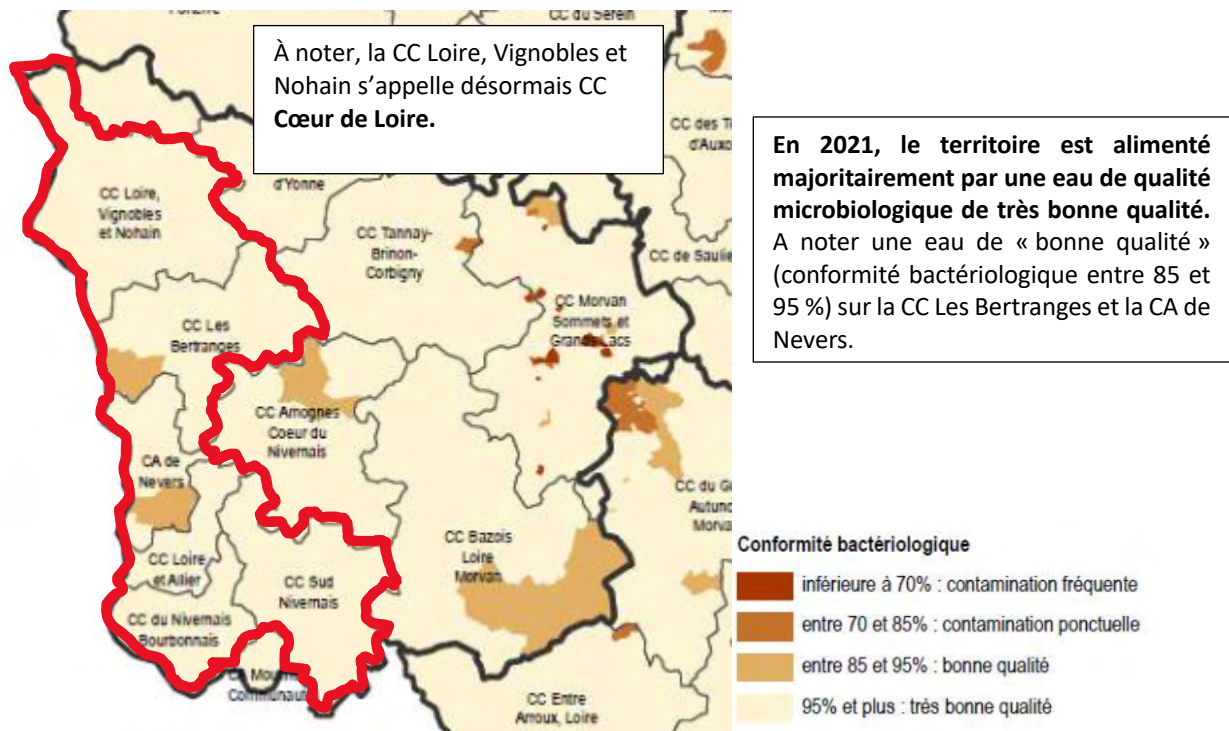 CC du Serein
À noter, la CC Loire, Vignobles et
Nohain s’appelle désormais CC
Cœur de Loire.
En 2021, le territoire est alimenté
majoritairement par une eau de qualité
microbiologique de très bonne qualité.
A noter une eau de « bonne qualité »
(conformité bactériologique entre 85 et
95 %) sur la CC Les Bertranges et la CA de
Nevers.
CC des T
d'Auxo
CC Loire,
Vignobles
et Nohain
d'Yonne
CC Tannay-
Brinon-
Corbigny
CC de Saulie
CC Morvan
Sommets et
Grands Lacs
CC Les
Bertranges
CC Amognes
Coeur du
Nivernais
CA de
Nevers
CC du G
Autuno
Morva
CC Bazois
Loire
Morvan
CC Loire
et Allier
CC Sud
Nivernais
CC du Nivernais
Bourbonnais
Communaut
CC Entre
Arroux, Loire
Conformité bactériologique
inférieure à 70% : contamination fréquente
entre 70 et 85% : contamination ponctuelle
entre 85 et 95% : bonne qualité
95% et plus : très bonne qualité